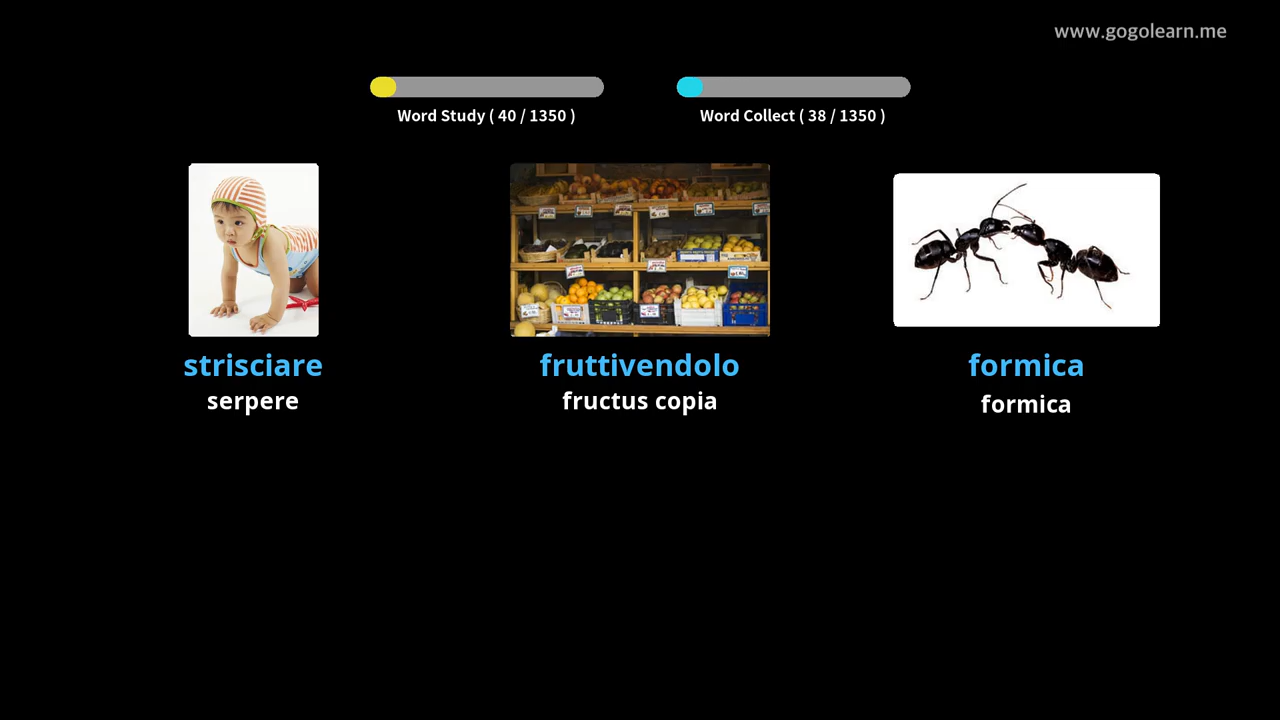 www.gogolearn.me
Word Study ( 40 / 1350 )
Word Collect ( 38 / 1350 )
strisciare
serpere
fruttivendolo
fructus copia
formica
formica